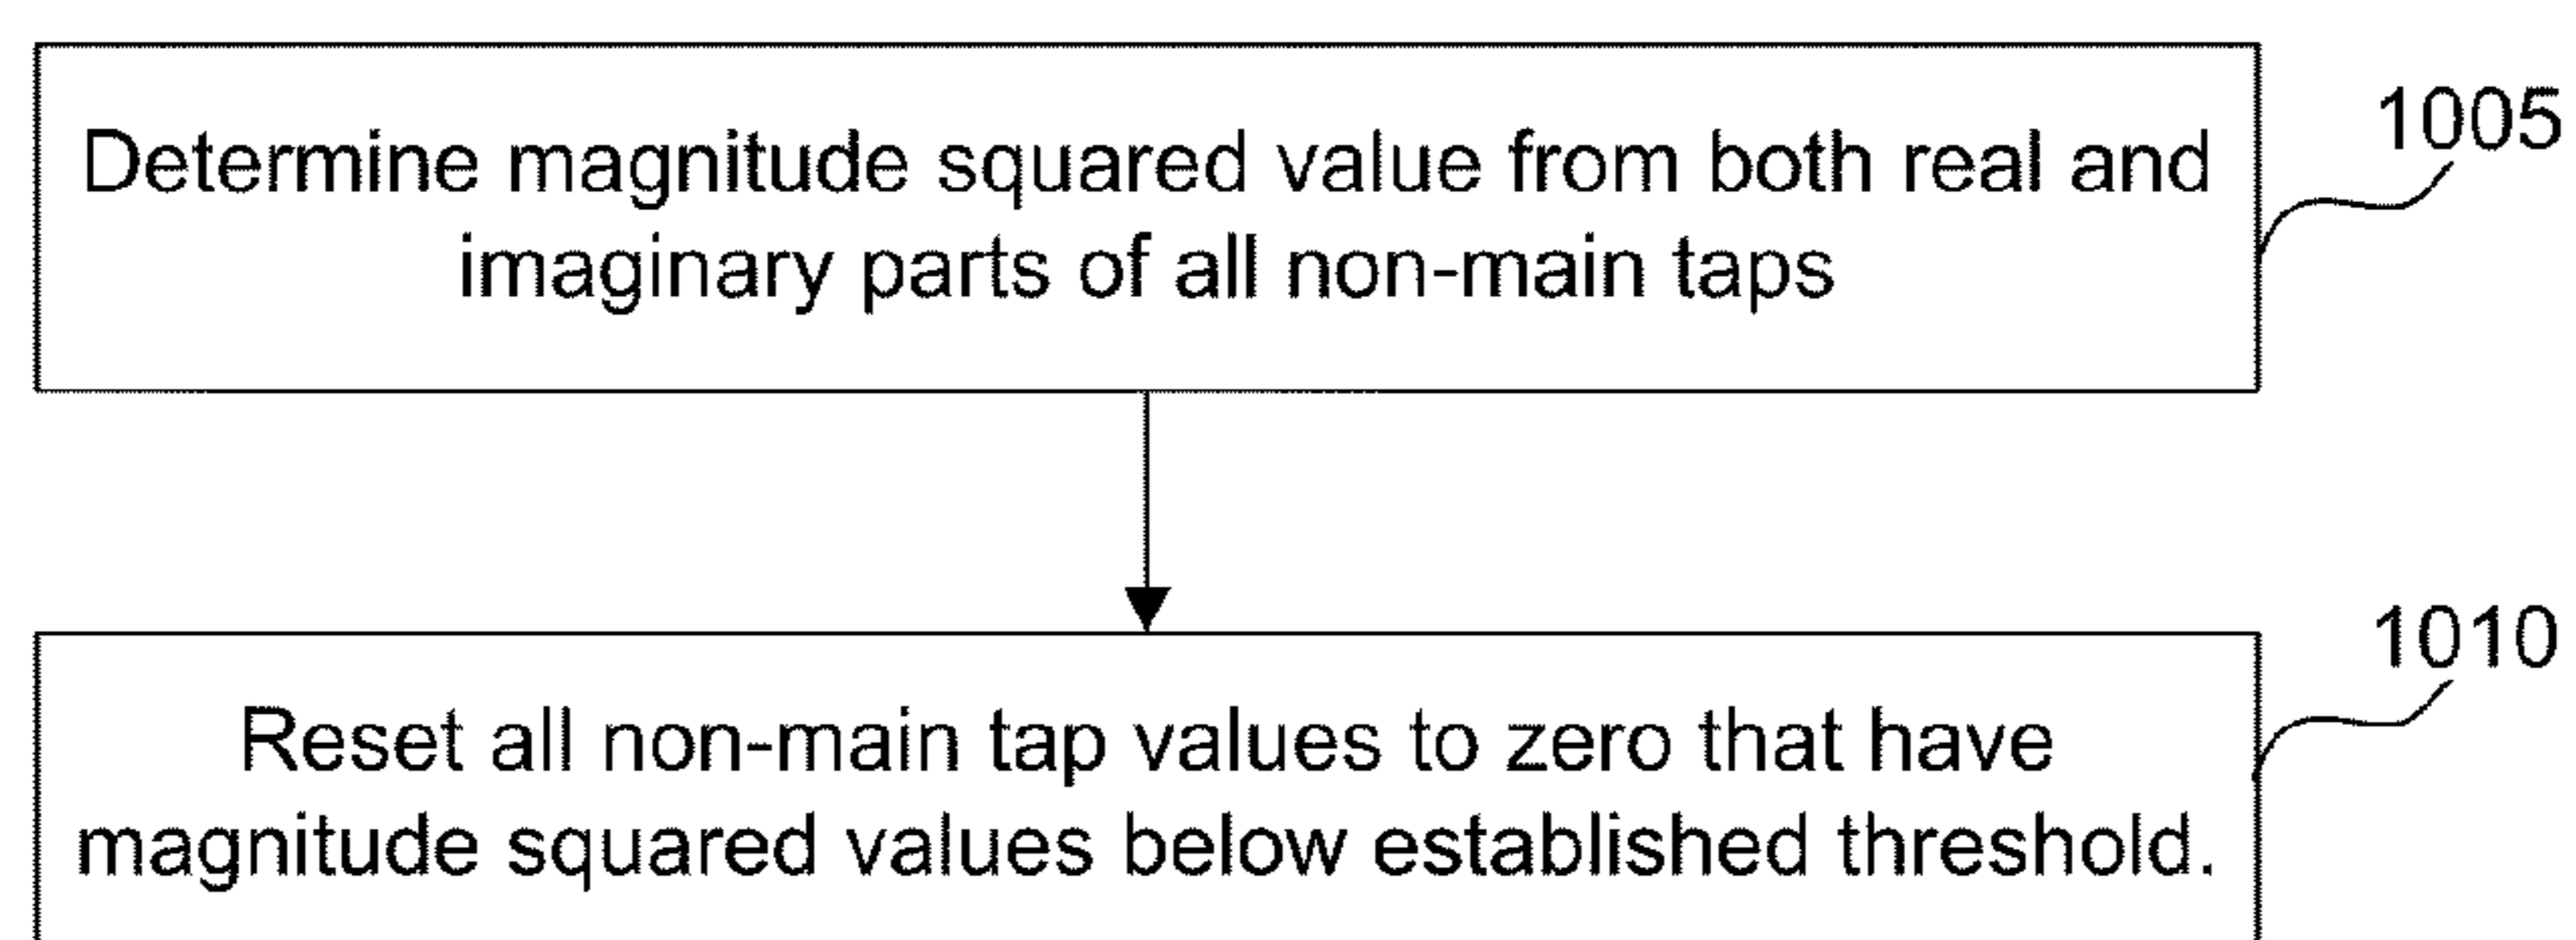 Determine magnitude squared value from both real and
imaginary parts of all non-main taps
1005
Reset all non-main tap values to zero that have
magnitude squared values below established threshold.
1010